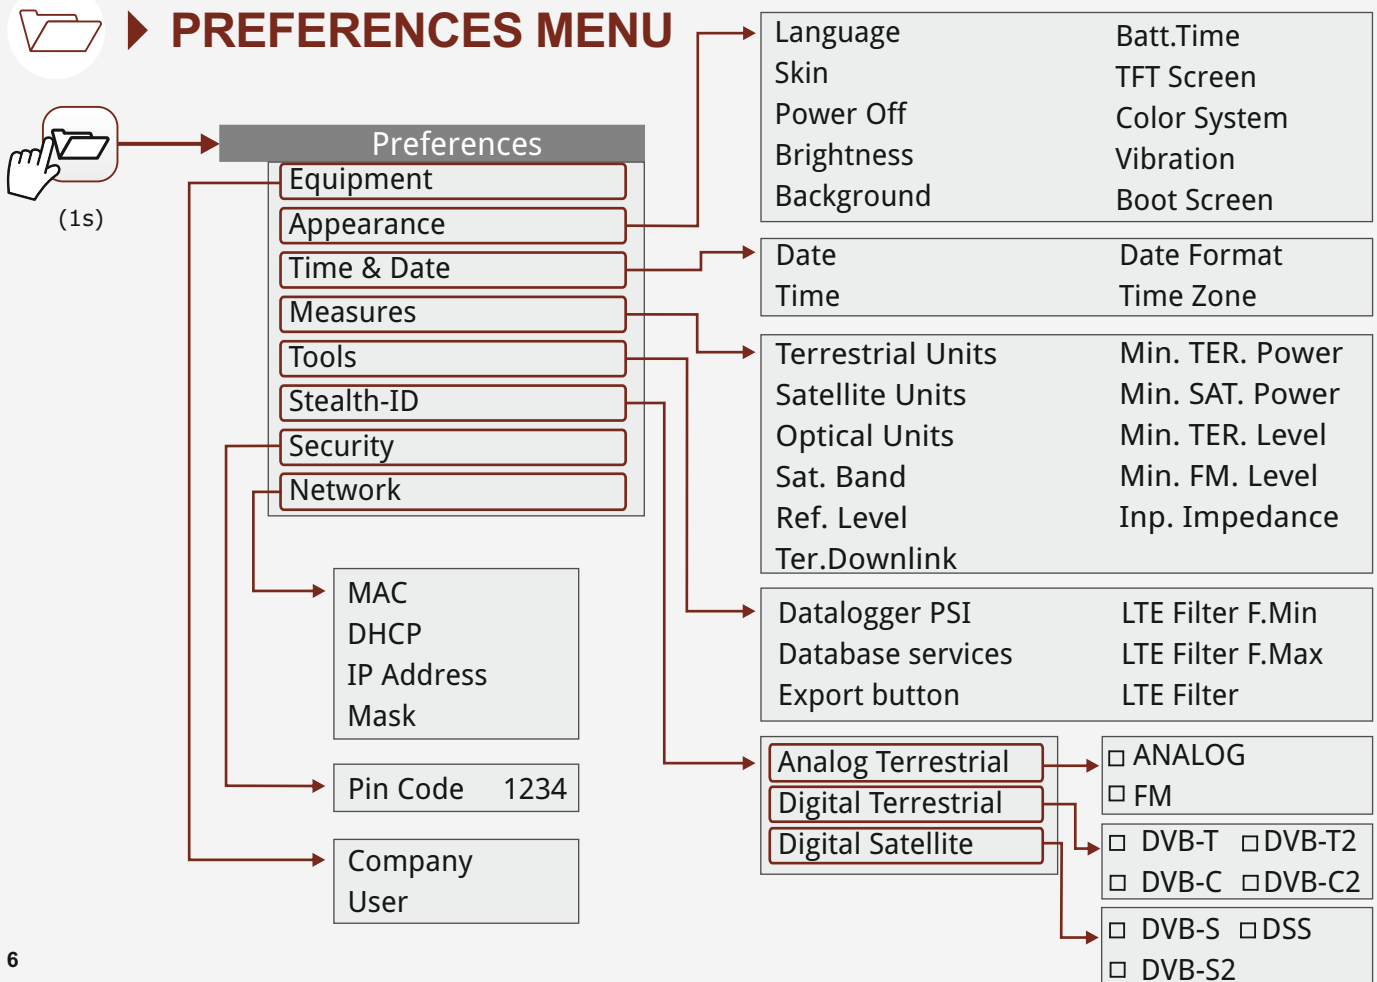 PREFERENCES MENU
(1s)
Preferences
Equipment
Appearance
Time & Date
Measures
Tools
Stealth-ID
Security
Network
Language
Skin
Power Off
Brightness
Background
Batt.Time
TFT Screen
Color System
Vibration
Boot Screen
Date
Time
Date Format
Time Zone
Terrestrial Units
Satellite Units
Optical Units
Sat. Band
Ref. Level
Ter.Downlink
Min. TER. Power
Min. SAT. Power
Min. TER. Level
Min. FM. Level
Inp. Impedance
Datalogger PSI
Database services
Export button
LTE Filter F.Min
LTE Filter F.Max
LTE Filter
Analog Terrestrial
Digital Terrestrial
Digital Satellite
ANALOG
FM
DVB-T DVB-T2
DVB-C DVB-C2
DVB-S DSS
DVB-S2
MAC
DHCP
IP Address
Mask
Pin Code 1234
Company
User
6